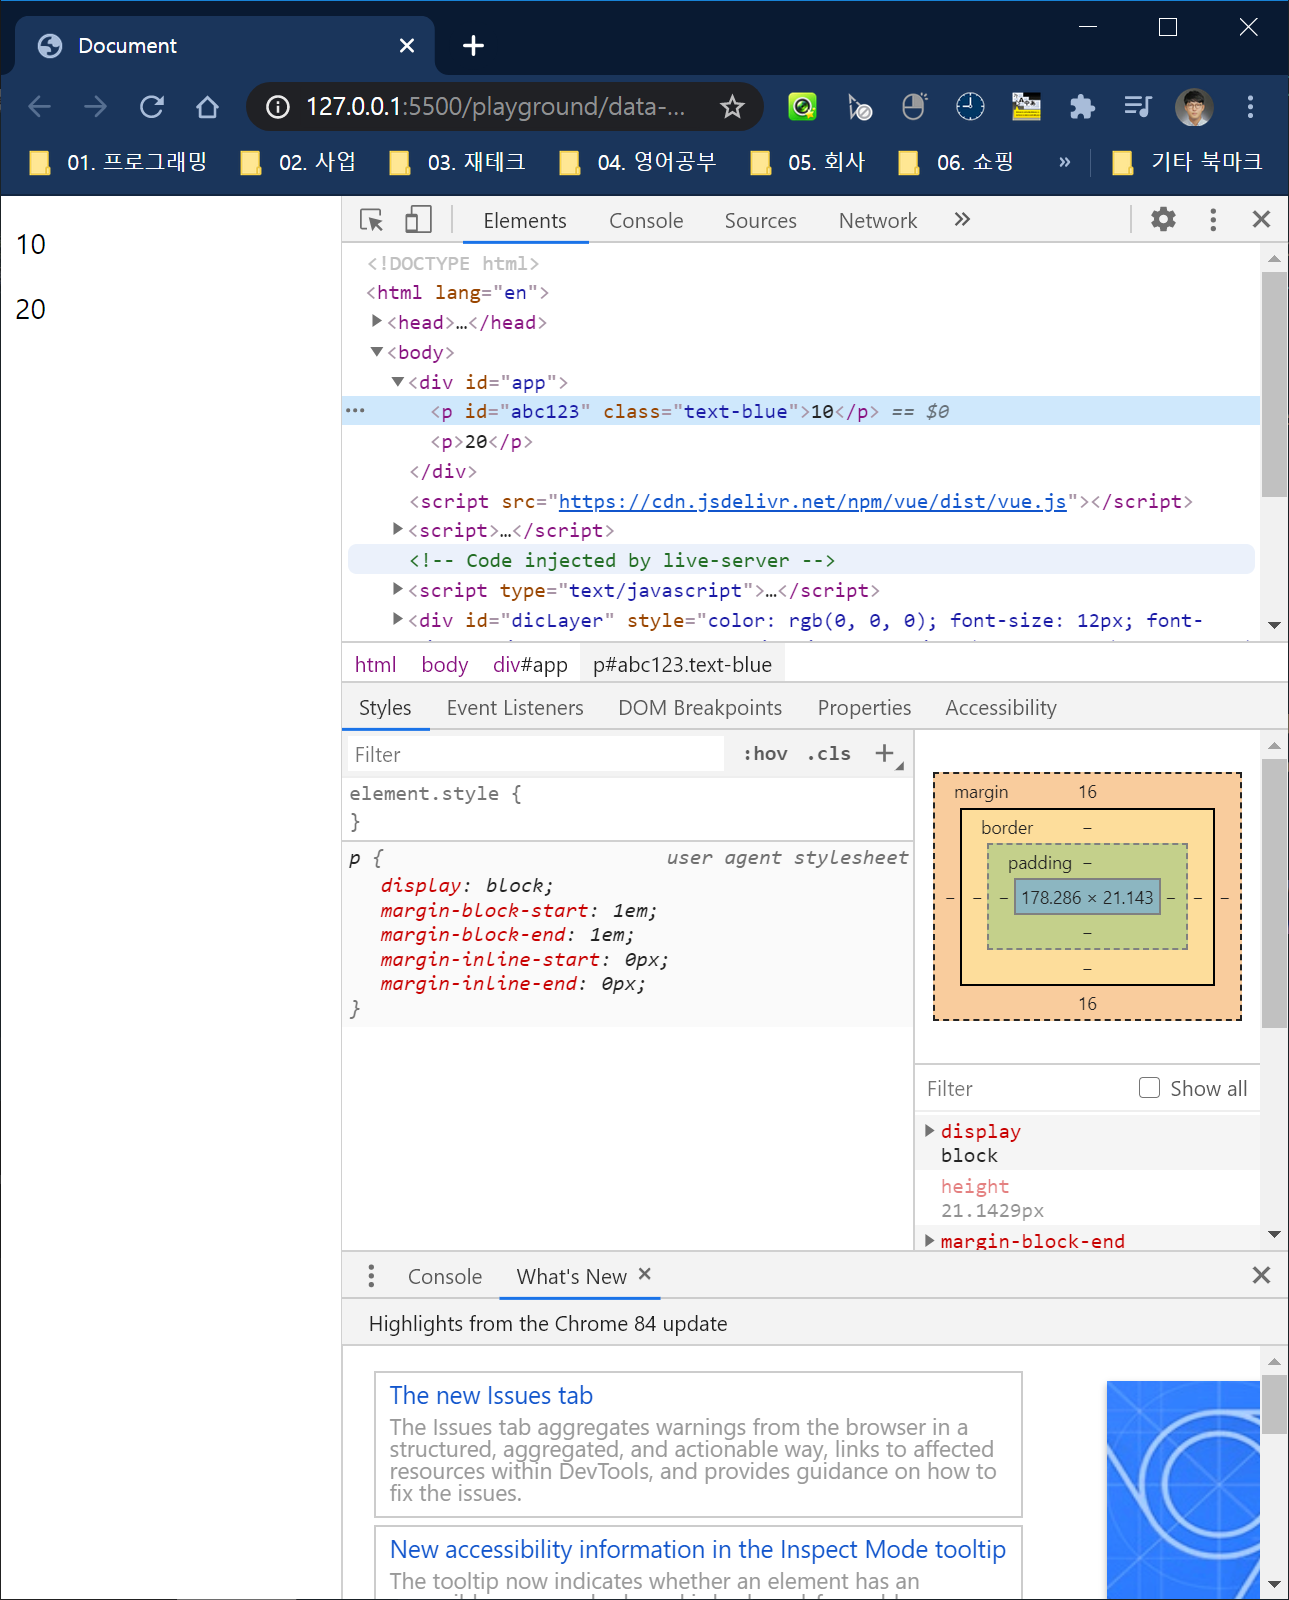 Document
127.0.0.1:5500/playground/data-...
01. 프로그래밍 02. 사업 03. 재테크 04. 영어공부 05. 회사 06. 쇼핑 » 기타 북마크
10
20
Elements Console Sources Network »
<!DOCTYPE html>
<html lang="en">
<head>…</head>
<body>
<div id="app">
<p id="abc123" class="text-blue">10</p> == $0
<p>20</p>
</div>
<script src="https://cdn.jsdelivr.net/npm/vue/dist/vue.js"></script>
<script>…</script>
<!-- Code injected by live-server -->
<script type="text/javascript">…</script>
<div id="dicLayer" style="color: rgb(0, 0, 0); font-size: 12px; font-
html body div#app p#abc123.text-blue
Styles Event Listeners DOM Breakpoints Properties Accessibility
Filter :hov .cls +
element.style {
}
p { user agent stylesheet
display: block;
margin-block-start: 1em;
margin-block-end: 1em;
margin-inline-start: 0px;
margin-inline-end: 0px;
}
margin 16
border –
padding –
– – – 178.286 × 21.143 – – –
–
–
16
Filter Show all
display
block
height
21.1429px
margin-block-end
Console What's New
Highlights from the Chrome 84 update
The new Issues tab
The Issues tab aggregates warnings from the browser in a
structured, aggregated, and actionable way, links to affected
resources within DevTools, and provides guidance on how to
fix the issues.
New accessibility information in the Inspect Mode tooltip
The tooltip now indicates whether an element has an